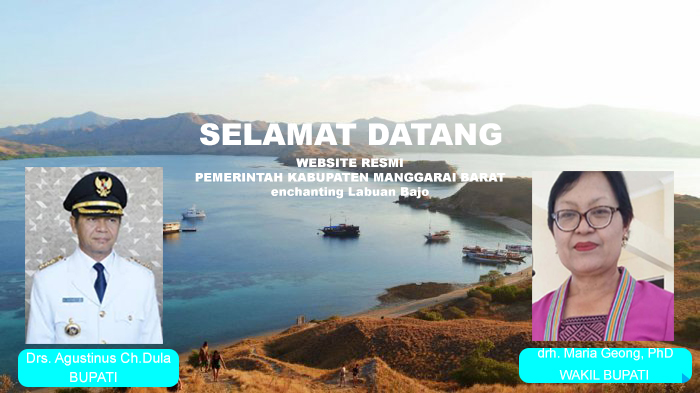 SELAMAT DATANG
WEBSITE RESMI
PEMERINTAH KABUPATEN MANGGARAI BARAT
enchanting Labuan Bajo
Drs. Agustinus Ch.Dula
BUPATI
drh. Maria Geong, PhD
WAKIL BUPATI